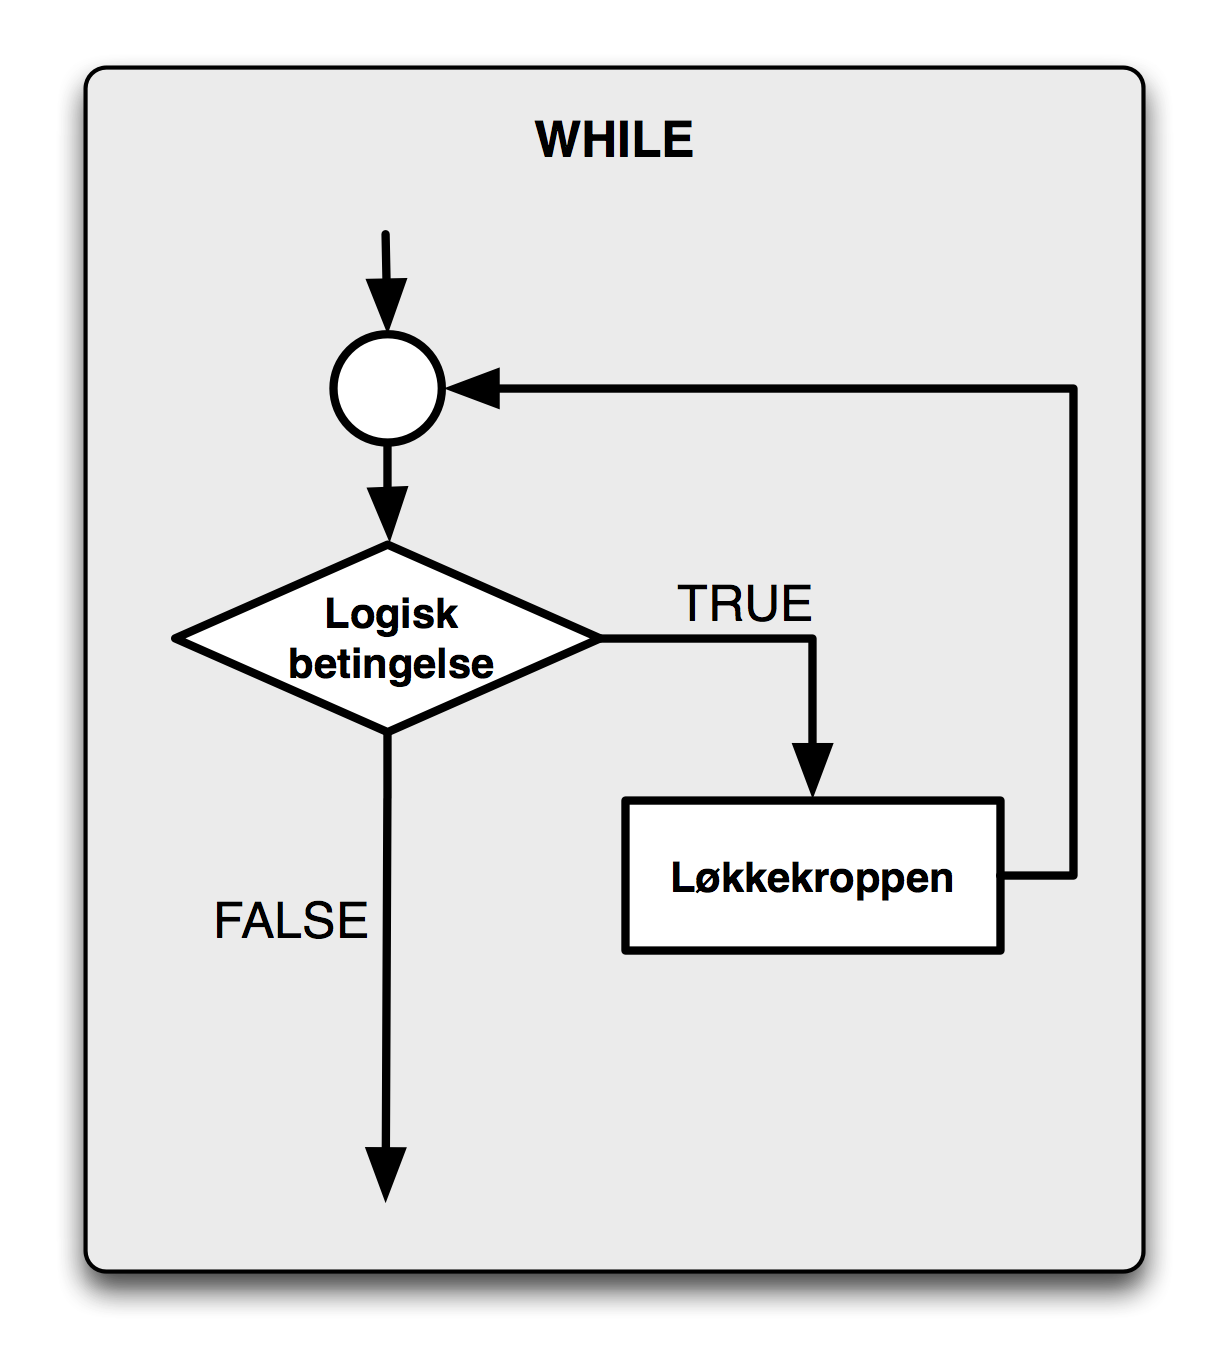 WHILE
TRUE
Logisk
betingelse
Løkkekroppen
FALSE